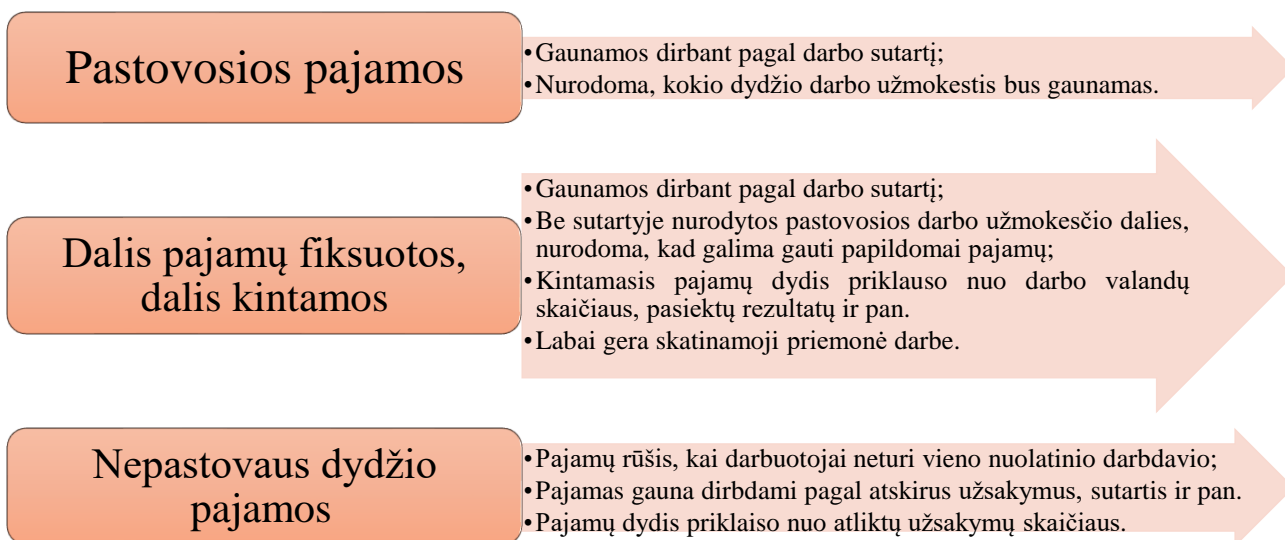 Pastovosios pajamos
•Gaunamos dirbant pagal darbo sutartį;
•Nurodoma, kokio dydžio darbo užmokestis bus gaunamas.
Dalis pajamų fiksuotos,
dalis kintamos
•Gaunamos dirbant pagal darbo sutartį;
•Be sutartyje nurodytos pastovosios darbo užmokesčio dalies,
nurodoma, kad galima gauti papildomai pajamų;
•Kintamasis pajamų dydis priklauso nuo darbo valandų
skaičiaus, pasiektų rezultatų ir pan.
•Labai gera skatinamoji priemonė darbe.
Nepastovaus dydžio
pajamos
•Pajamų rūšis, kai darbuotojai neturi vieno nuolatinio darbdavio;
•Pajamas gauna dirbdami pagal atskirus užsakymus, sutartis ir pan.
•Pajamų dydis priklaiso nuo atliktų užsakymų skaičiaus.